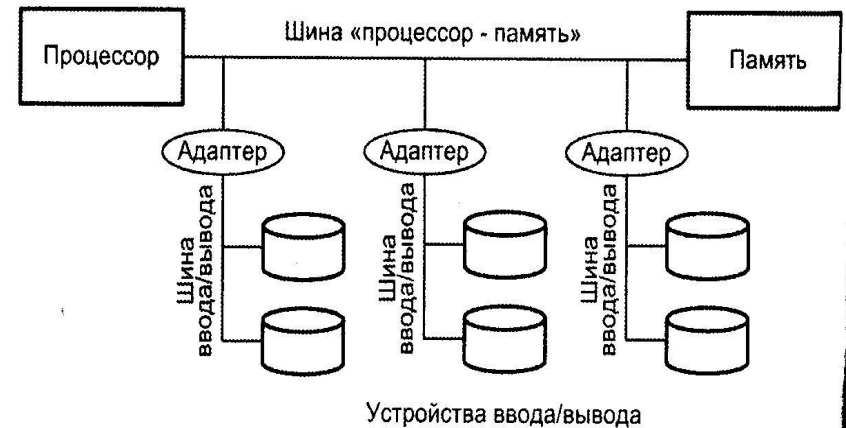 Шина «процессор - память»
Процессор
Память
Адаптер
Адаптер
Адаптер
Шина
ввода/вывода
Шина
ввода/вывода
Шина
ввода/вывода
Устройства ввода/вывода